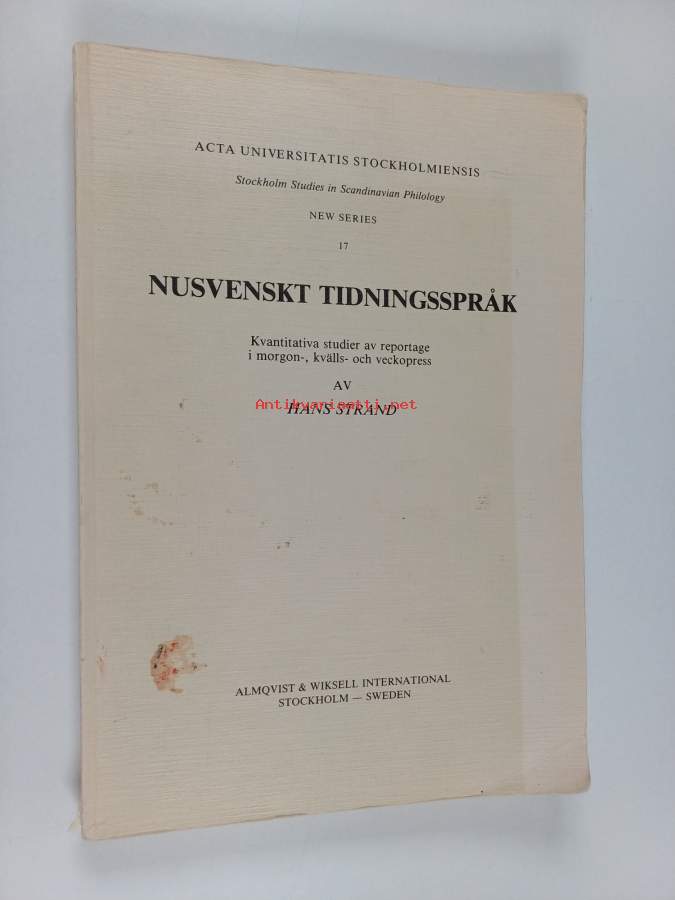 ACTA UNIVERSITATIS STOCKHOLMIENSIS
Stockholm Studies in Scandinavian Philology
NEW SERIES
17
NUSVENSKT TIDNINGSSPRÅK
Kvantitativa studier av reportage
i morgon-, kvälls- och veckopress
AV
Antikvariaatti.net
HANS STRAND
ALMQVIST & WIKSELL INTERNATIONAL
STOCKHOLM — SWEDEN